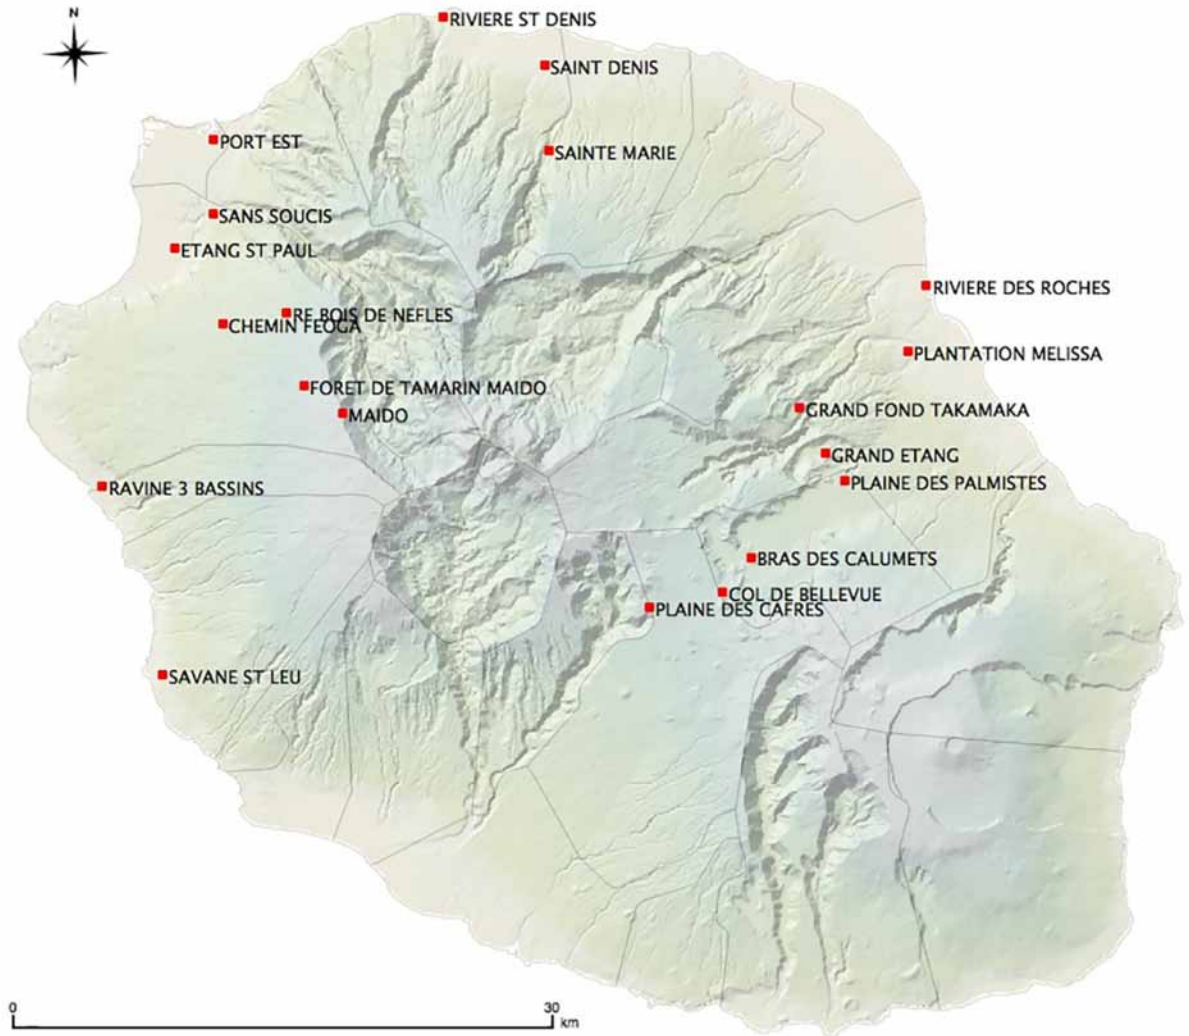 N
RIVIERE ST DENIS
SAINT DENIS
PORT EST
SAINTE MARIE
SANS SOUCIS
ETANG ST PAUL
RIVIERE DES ROCHES
RE BOIS DE NEFLES
CHEMIN FEOGA
PLANTATION MELISSA
FORET DE TAMARIN MAIDO
MAIDO
GRAND FOND TAKAMAKA
GRAND ETANG
PLAINE DES PALMISTES
RAVINE 3 BASSINS
BRAS DES CALUMETS
COL DE BELLEVUE
PLAINE DES CAFRES
SAVANE ST LEU
0
30
km